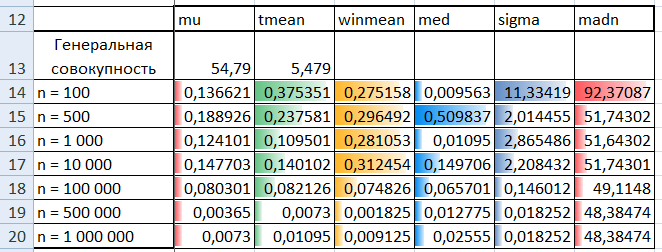 12 mu tmean winmean med sigma madn
Генеральная
13 совокупность 54,79 5,479
14 n = 100 0,136621 0,375351 0,275158 0,009563 11,33419 92,37087
15 n = 500 0,188926 0,237581 0,296492 0,509837 2,014455 51,74302
16 n = 1 000 0,124101 0,109501 0,281053 0,01095 2,865486 51,64302
17 n = 10 000 0,147703 0,140102 0,312454 0,149706 2,208432 51,74301
18 n = 100 000 0,080301 0,082126 0,074826 0,065701 0,146012 49,1148
19 n = 500 000 0,00365 0,0073 0,001825 0,012775 0,018252 48,38474
20 n = 1 000 000 0,0073 0,01095 0,009125 0,02555 0,018252 48,38474